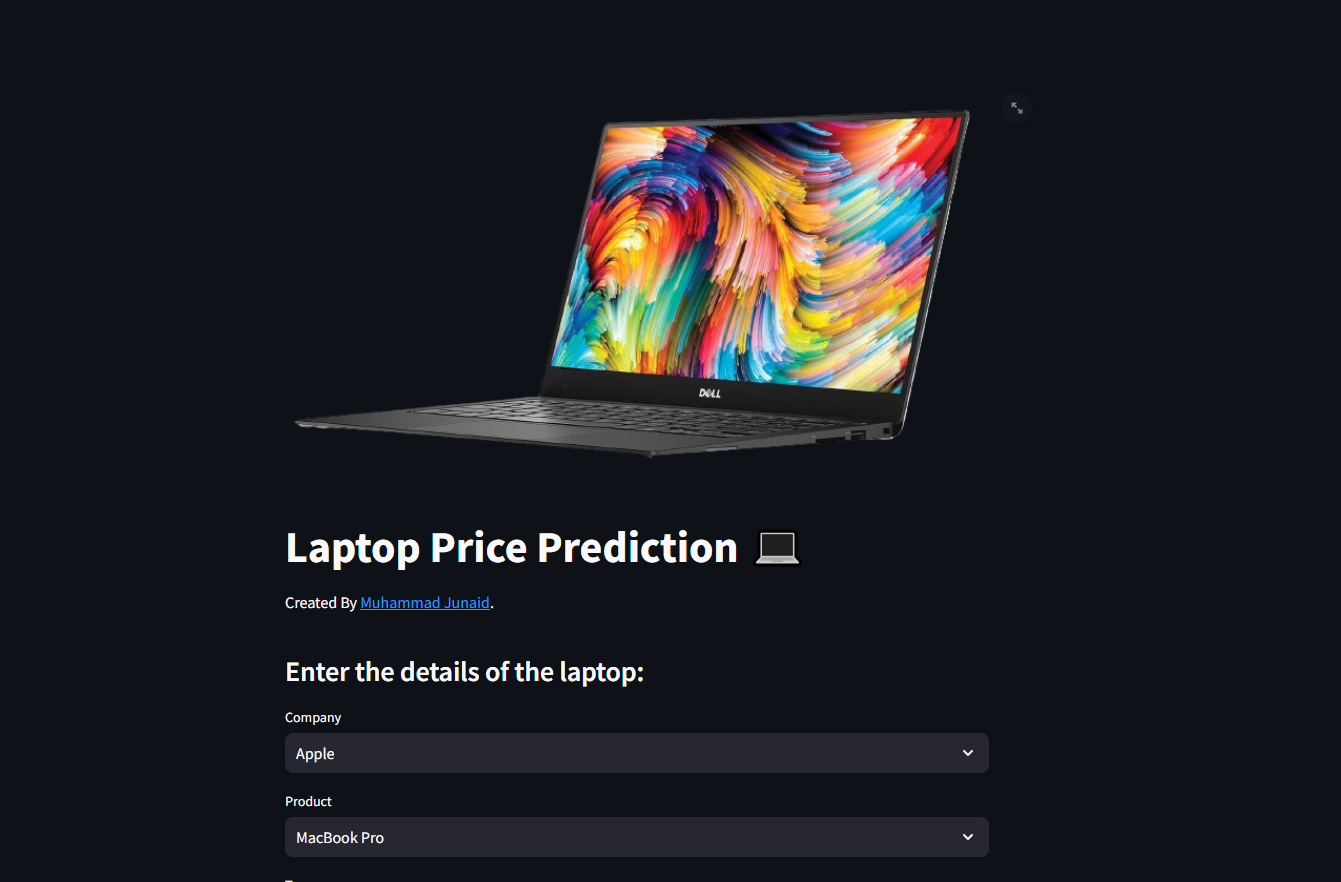 DELL
Laptop Price Prediction 💻
Created By Muhammad Junaid.
Enter the details of the laptop:
Company
Apple
Product
MacBook Pro